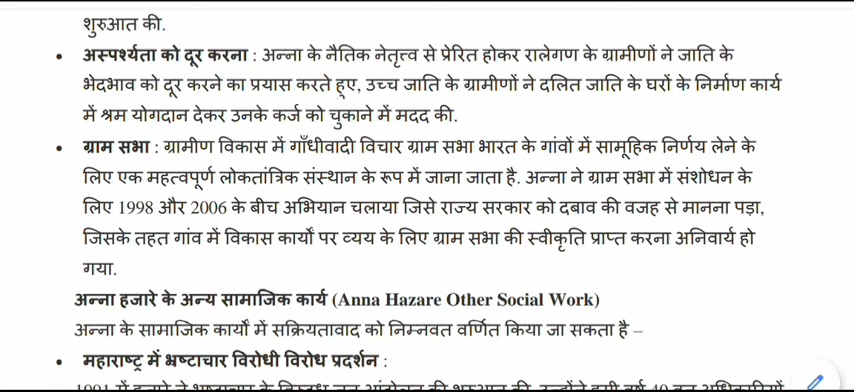 शुरुआत की.
• अस्पर्श्यता को दूर करना : अन्ना के नैतिक नेतृत्त्व से प्रेरित होकर रालेगण के ग्रामीणों ने जाति के
भेदभाव को दूर करने का प्रयास करते हुए, उच्च जाति के ग्रामीणों ने दलित जाति के घरों के निर्माण कार्य
में श्रम योगदान देकर उनके कर्ज को चुकाने में मदद की.
• ग्राम सभा : ग्रामीण विकास में गाँधीवादी विचार ग्राम सभा भारत के गांवों में सामूहिक निर्णय लेने के
लिए एक महत्वपूर्ण लोकतांत्रिक संस्थान के रूप में जाना जाता है. अन्ना ने ग्राम सभा में संशोधन के
लिए 1998 और 2006 के बीच अभियान चलाया जिसे राज्य सरकार को दबाव की वजह से मानना पड़ा,
जिसके तहत गांव में विकास कार्यों पर व्यय के लिए ग्राम सभा की स्वीकृति प्राप्त करना अनिवार्य हो
गया.
अन्ना हजारे के अन्य सामाजिक कार्य (Anna Hazare Other Social Work)
अन्ना के सामाजिक कार्यों में सक्रियतावाद को निम्नवत वर्णित किया जा सकता है –
• महाराष्ट्र में भ्रष्टाचार विरोधी विरोध प्रदर्शन :